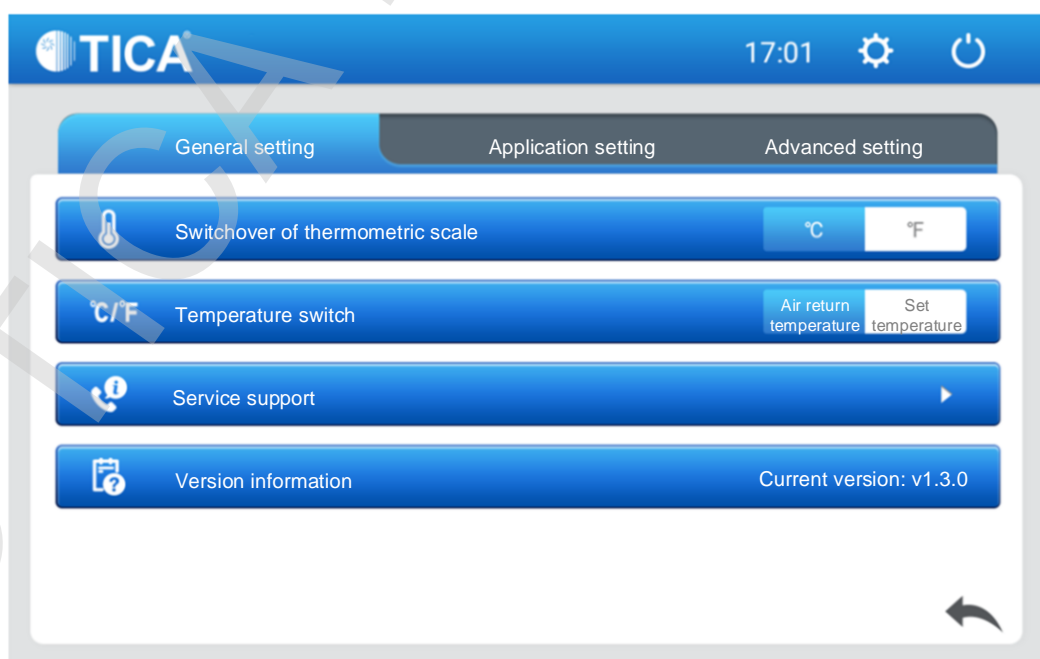 TICA
17:01
General setting
Application setting
Advanced setting
Switchover of thermometric scale
℃
℉
℃/℉
Temperature switch
Air return
temperature
Set
temperature
Service support
Version information
Current version: v1.3.0
TICA